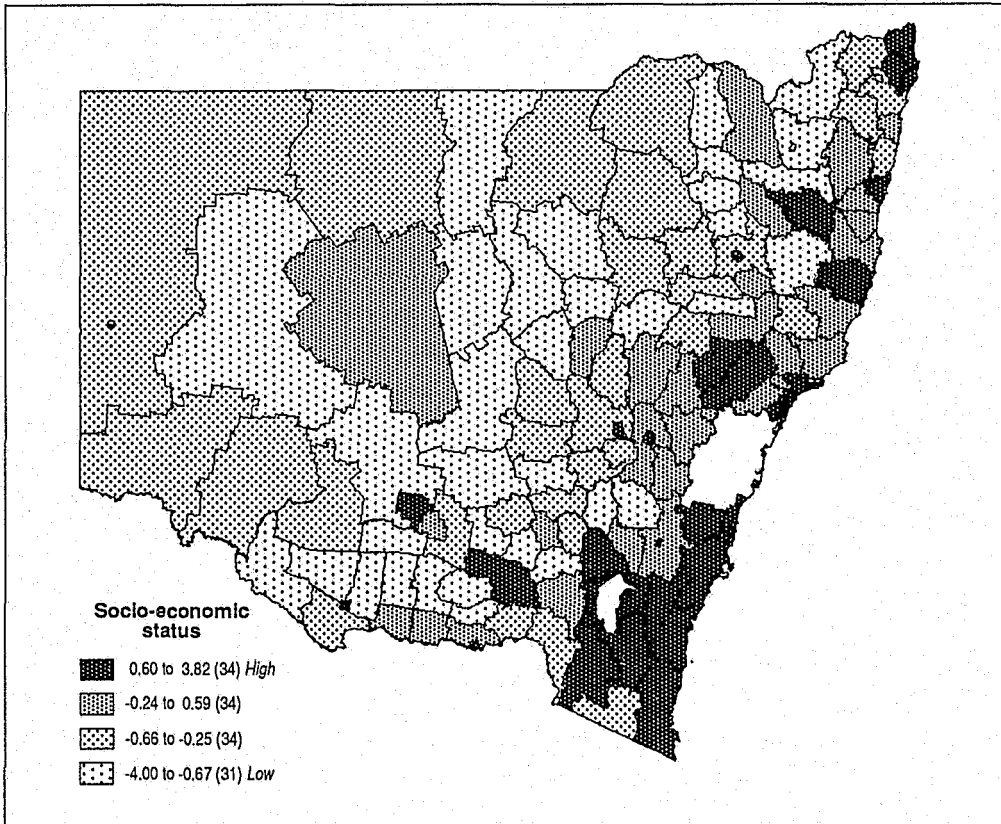 Socio-economic
status
0.60 to 3.82 (34) High
-0.24 to 0.59 (34)
-0.66 to -0.25 (34)
-4.00 to -0.67 (31) Low